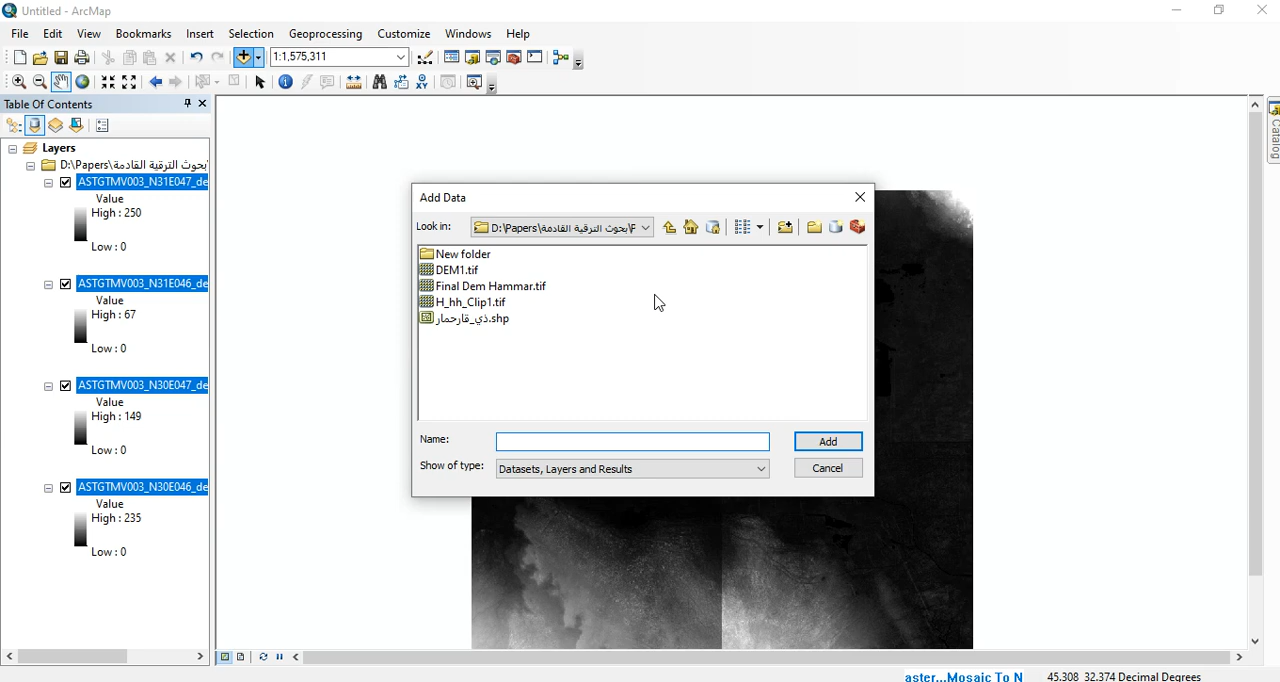 Untitled - ArcMap
File Edit View Bookmarks Insert Selection Geoprocessing Customize Windows Help
1:1,575,311
Table Of Contents
Layers
D:\Papers\بحوث الترقية القادمة\
ASTGTMV003_N31E047_de
Value
High : 250
Low : 0
ASTGTMV003_N31E046_de
Value
High : 67
Low : 0
ASTGTMV003_N30E047_de
Value
High : 149
Low : 0
ASTGTMV003_N30E046_de
Value
High : 235
Low : 0
Add Data
Look in: D:\Papers\بحوث الترقية القادمة\F
New folder
DEM1.tif
Final Dem Hammar.tif
H_hh_Clip1.tif
ذي_قارحمار.shp
Name:
Add
Show of type: Datasets, Layers and Results
Cancel
Catalog
aster...Mosaic To N 45.308 32.374 Decimal Degrees